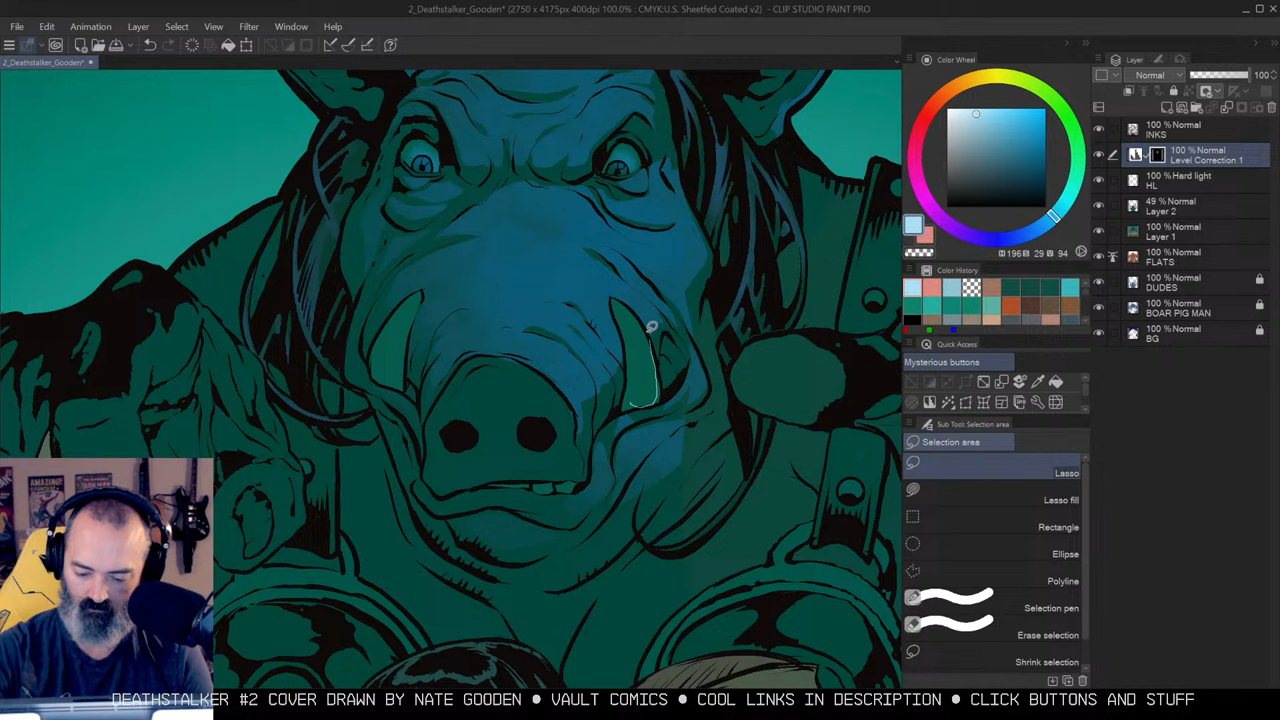 2_Deathstalker_Gooden* (2750 x 4175px 400dpi 100.0% : CMYK:U.S. Sheetfed Coated v2) - CLIP STUDIO PAINT PRO
File Edit Animation Layer Select View Filter Window Help
2_Deathstalker_Gooden*
Color Wheel
H 196 S 29 V 94
Color History
Quick Access
Mysterious buttons
Sub Tool: Selection area
Selection area
Lasso
Lasso fill
Rectangle
Ellipse
Polyline
Selection pen
Erase selection
Shrink selection
Layer
Normal 100
100 % Normal
INKS
100 % Normal
Level Correction 1
100 % Hard light
HL
49 % Normal
Layer 2
100 % Normal
Layer 1
100 % Normal
FLATS
100 % Normal
DUDES
100 % Normal
BOAR PIG MAN
100 % Normal
BG
AMAZING
DEATHSTALKER #2 COVER DRAWN BY NATE GOODEN ● VAULT COMICS ● COOL LINKS IN DESCRIPTION ● CLICK BUTTONS AND STUFF